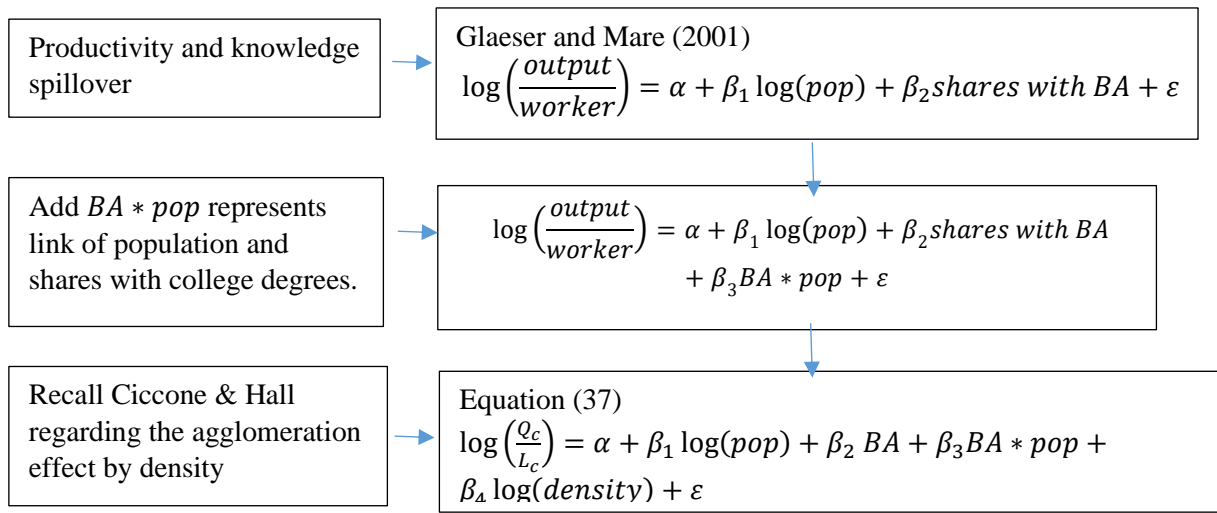 Productivity and knowledge
spillover
Glaeser and Mare (2001)
log(output/worker) = α + β₁ log(pop) + β₂shares with BA + ε
Add BA * pop represents
link of population and
shares with college degrees.
log(output/worker) = α + β₁ log(pop) + β₂shares with BA
+ β₃BA * pop + ε
Recall Ciccone & Hall
regarding the agglomeration
effect by density
Equation (37)
log(Q_c/L_c) = α + β₁ log(pop) + β₂ BA + β₃BA * pop +
β₄ log(density) + ε